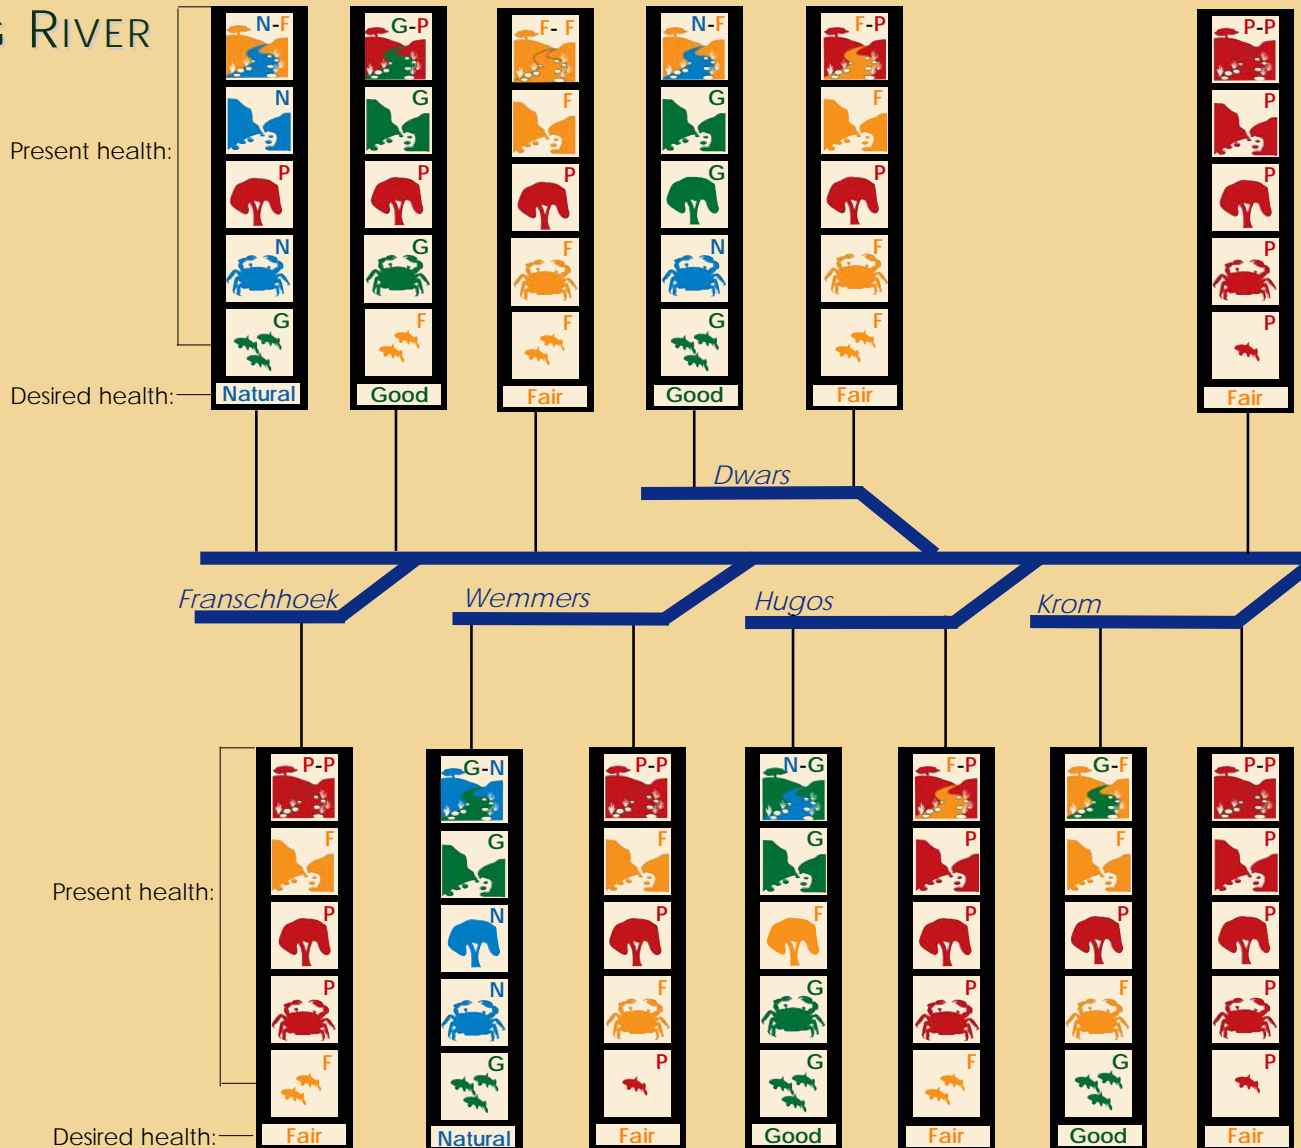 RIVER
N-F G-P F- F N-F F-P P-P
N G F G F P
Present health:
P P P G P P
N G F N F P
G F F G F P
Desired health: Natural Good Fair Good Fair Fair
Dwars
Franschhoek Wemmers Hugos Krom
P-P G-N P-P N-G F-P G-F P-P
F G F G P F P
Present health:
P N P F P P P
P N F G P F P
F G P G F G P
Desired health: Fair Natural Fair Good Fair Good Fair